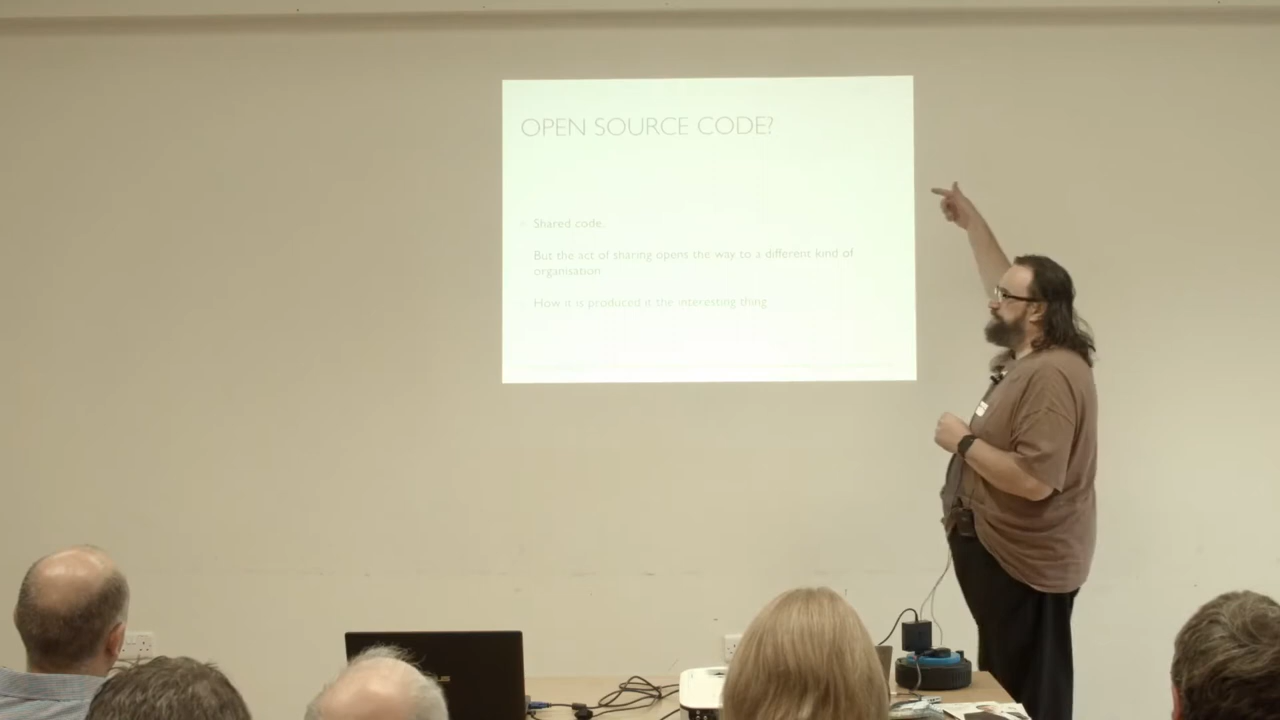 OPEN SOURCE CODE?
Shared code.
But the act of sharing opens the way to a different kind of
organisation
How it is produced it the interesting thing